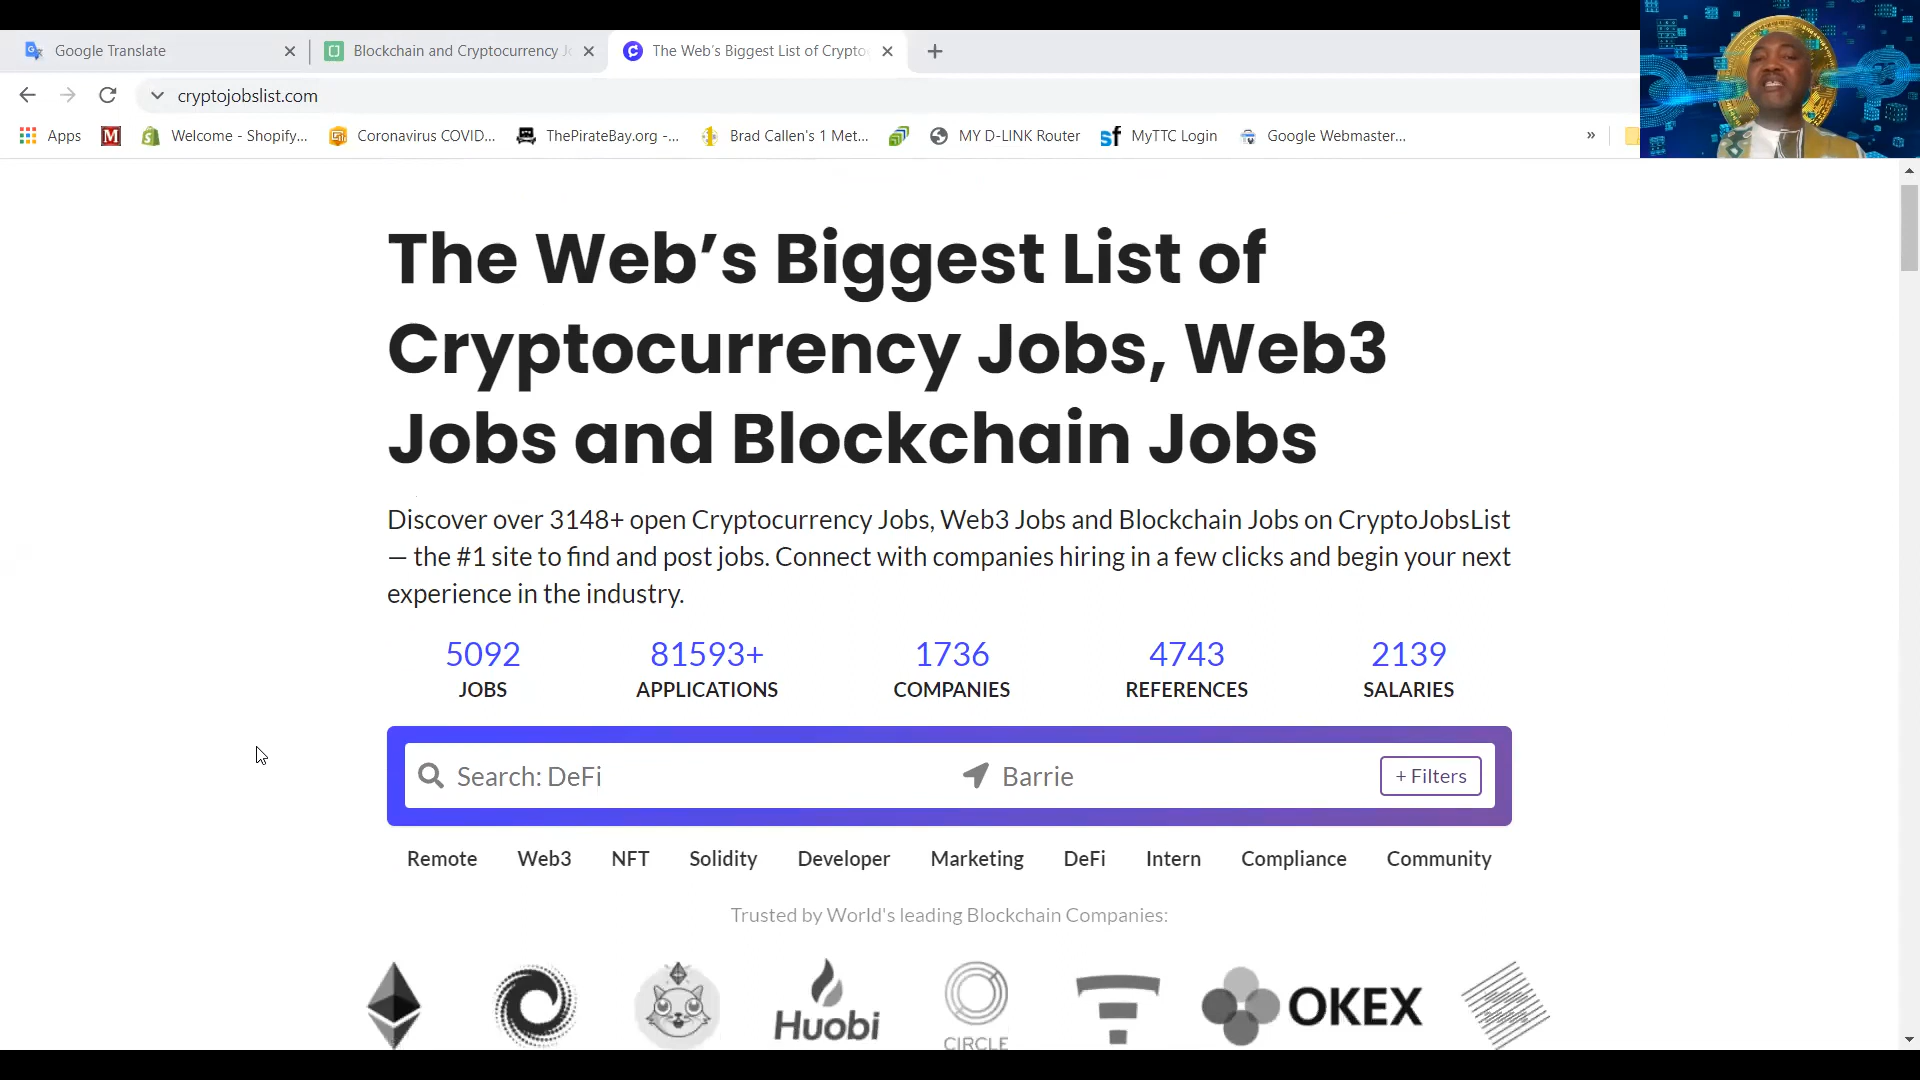 Google Translate
Blockchain and Cryptocurrency J
The Web's Biggest List of Crypto
cryptojobslist.com
Apps
M
Welcome - Shopify...
Coronavirus COVID...
ThePirateBay.org -...
Brad Callen's 1 Met...
MY D-LINK Router
sf MyTTC Login
Google Webmaster...
»
The Web’s Biggest List of
Cryptocurrency Jobs, Web3
Jobs and Blockchain Jobs
Discover over 3148+ open Cryptocurrency Jobs, Web3 Jobs and Blockchain Jobs on CryptoJobsList
— the #1 site to find and post jobs. Connect with companies hiring in a few clicks and begin your next
experience in the industry.
5092 81593+ 1736 4743 2139
JOBS APPLICATIONS COMPANIES REFERENCES SALARIES
Search: DeFi Barrie + Filters
Remote Web3 NFT Solidity Developer Marketing DeFi Intern Compliance Community
Trusted by World's leading Blockchain Companies:
Huobi
CIRCLE
OKEX